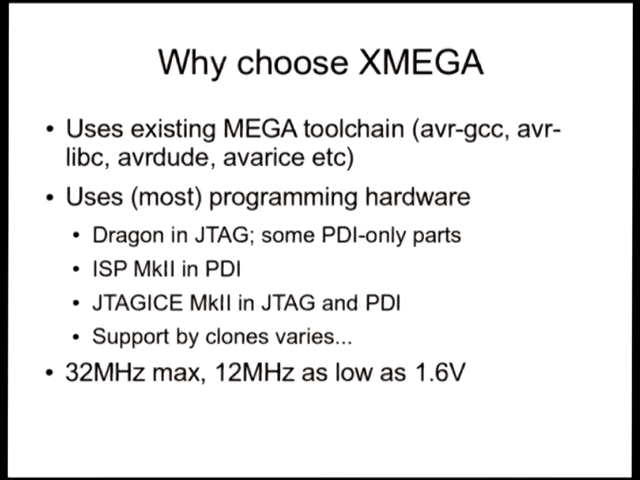 Why choose XMEGA
• Uses existing MEGA toolchain (avr-gcc, avr-
libc, avrdude, avarice etc)
• Uses (most) programming hardware
• Dragon in JTAG; some PDI-only parts
• ISP MkII in PDI
• JTAGICE MkII in JTAG and PDI
• Support by clones varies...
• 32MHz max, 12MHz as low as 1.6V